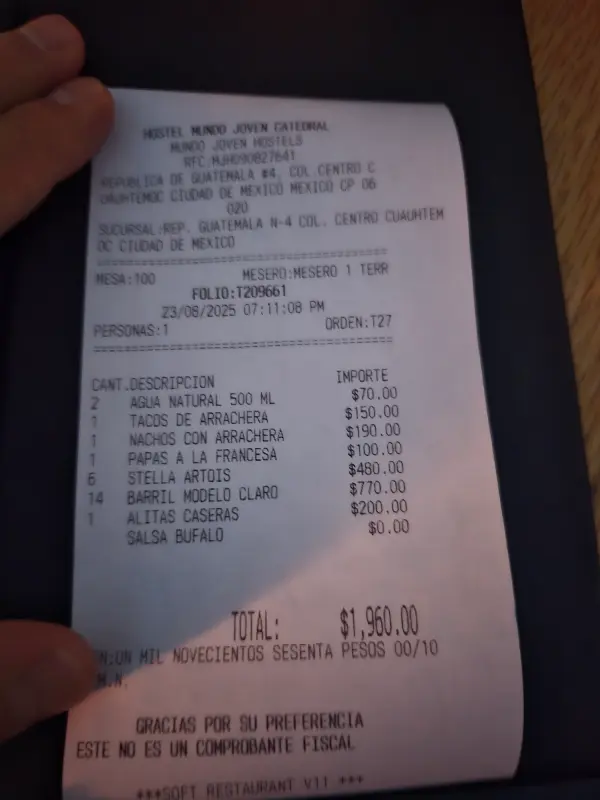 HOSTEL MUNDO JOVEN CATEDRAL
MUNDO JOVEN HOSTELS
RFC:MJH090827641
REPUBLICA DE GUATEMALA #4, COL.CENTRO C
UAUHTEMOC CIUDAD DE MEXICO MEXICO CP 06
020
SUCURSAL:REP. GUATEMALA N-4 COL. CENTRO CUAUHTEM
OC CIUDAD DE MEXICO
==========================================
MESA:100 MESERO:MESERO 1 TERR
FOLIO:T209661
23/08/2025 07:11:08 PM
PERSONAS:1 ORDEN:T27
==========================================
CANT.DESCRIPCION IMPORTE
2 AGUA NATURAL 500 ML $70.00
1 TACOS DE ARRACHERA $150.00
1 NACHOS CON ARRACHERA $190.00
1 PAPAS A LA FRANCESA $100.00
6 STELLA ARTOIS $480.00
14 BARRIL MODELO CLARO $770.00
1 ALITAS CASERAS $200.00
SALSA BUFALO $0.00
TOTAL: $1,960.00
N:UN MIL NOVECIENTOS SESENTA PESOS 00/10
M.N.
GRACIAS POR SU PREFERENCIA
ESTE NO ES UN COMPROBANTE FISCAL
***SOFT RESTAURANT V11 ***